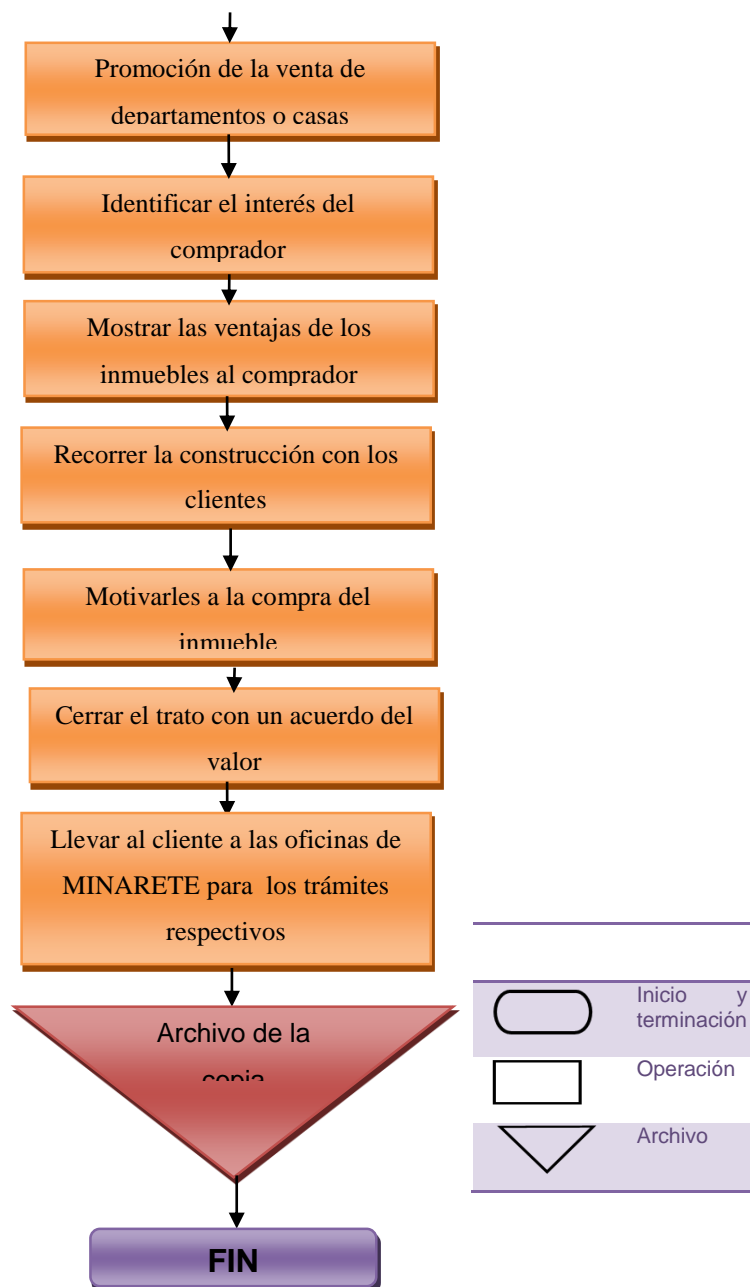 Promoción de la venta de
departamentos o casas
Identificar el interés del
comprador
Mostrar las ventajas de los
inmuebles al comprador
Recorrer la construcción con los
clientes
Motivarles a la compra del
inmueble
Cerrar el trato con un acuerdo del
valor
Llevar al cliente a las oficinas de
MINARETE para los trámites
respectivos
Archivo de la
copia
FIN
Inicio y
terminación
Operación
Archivo